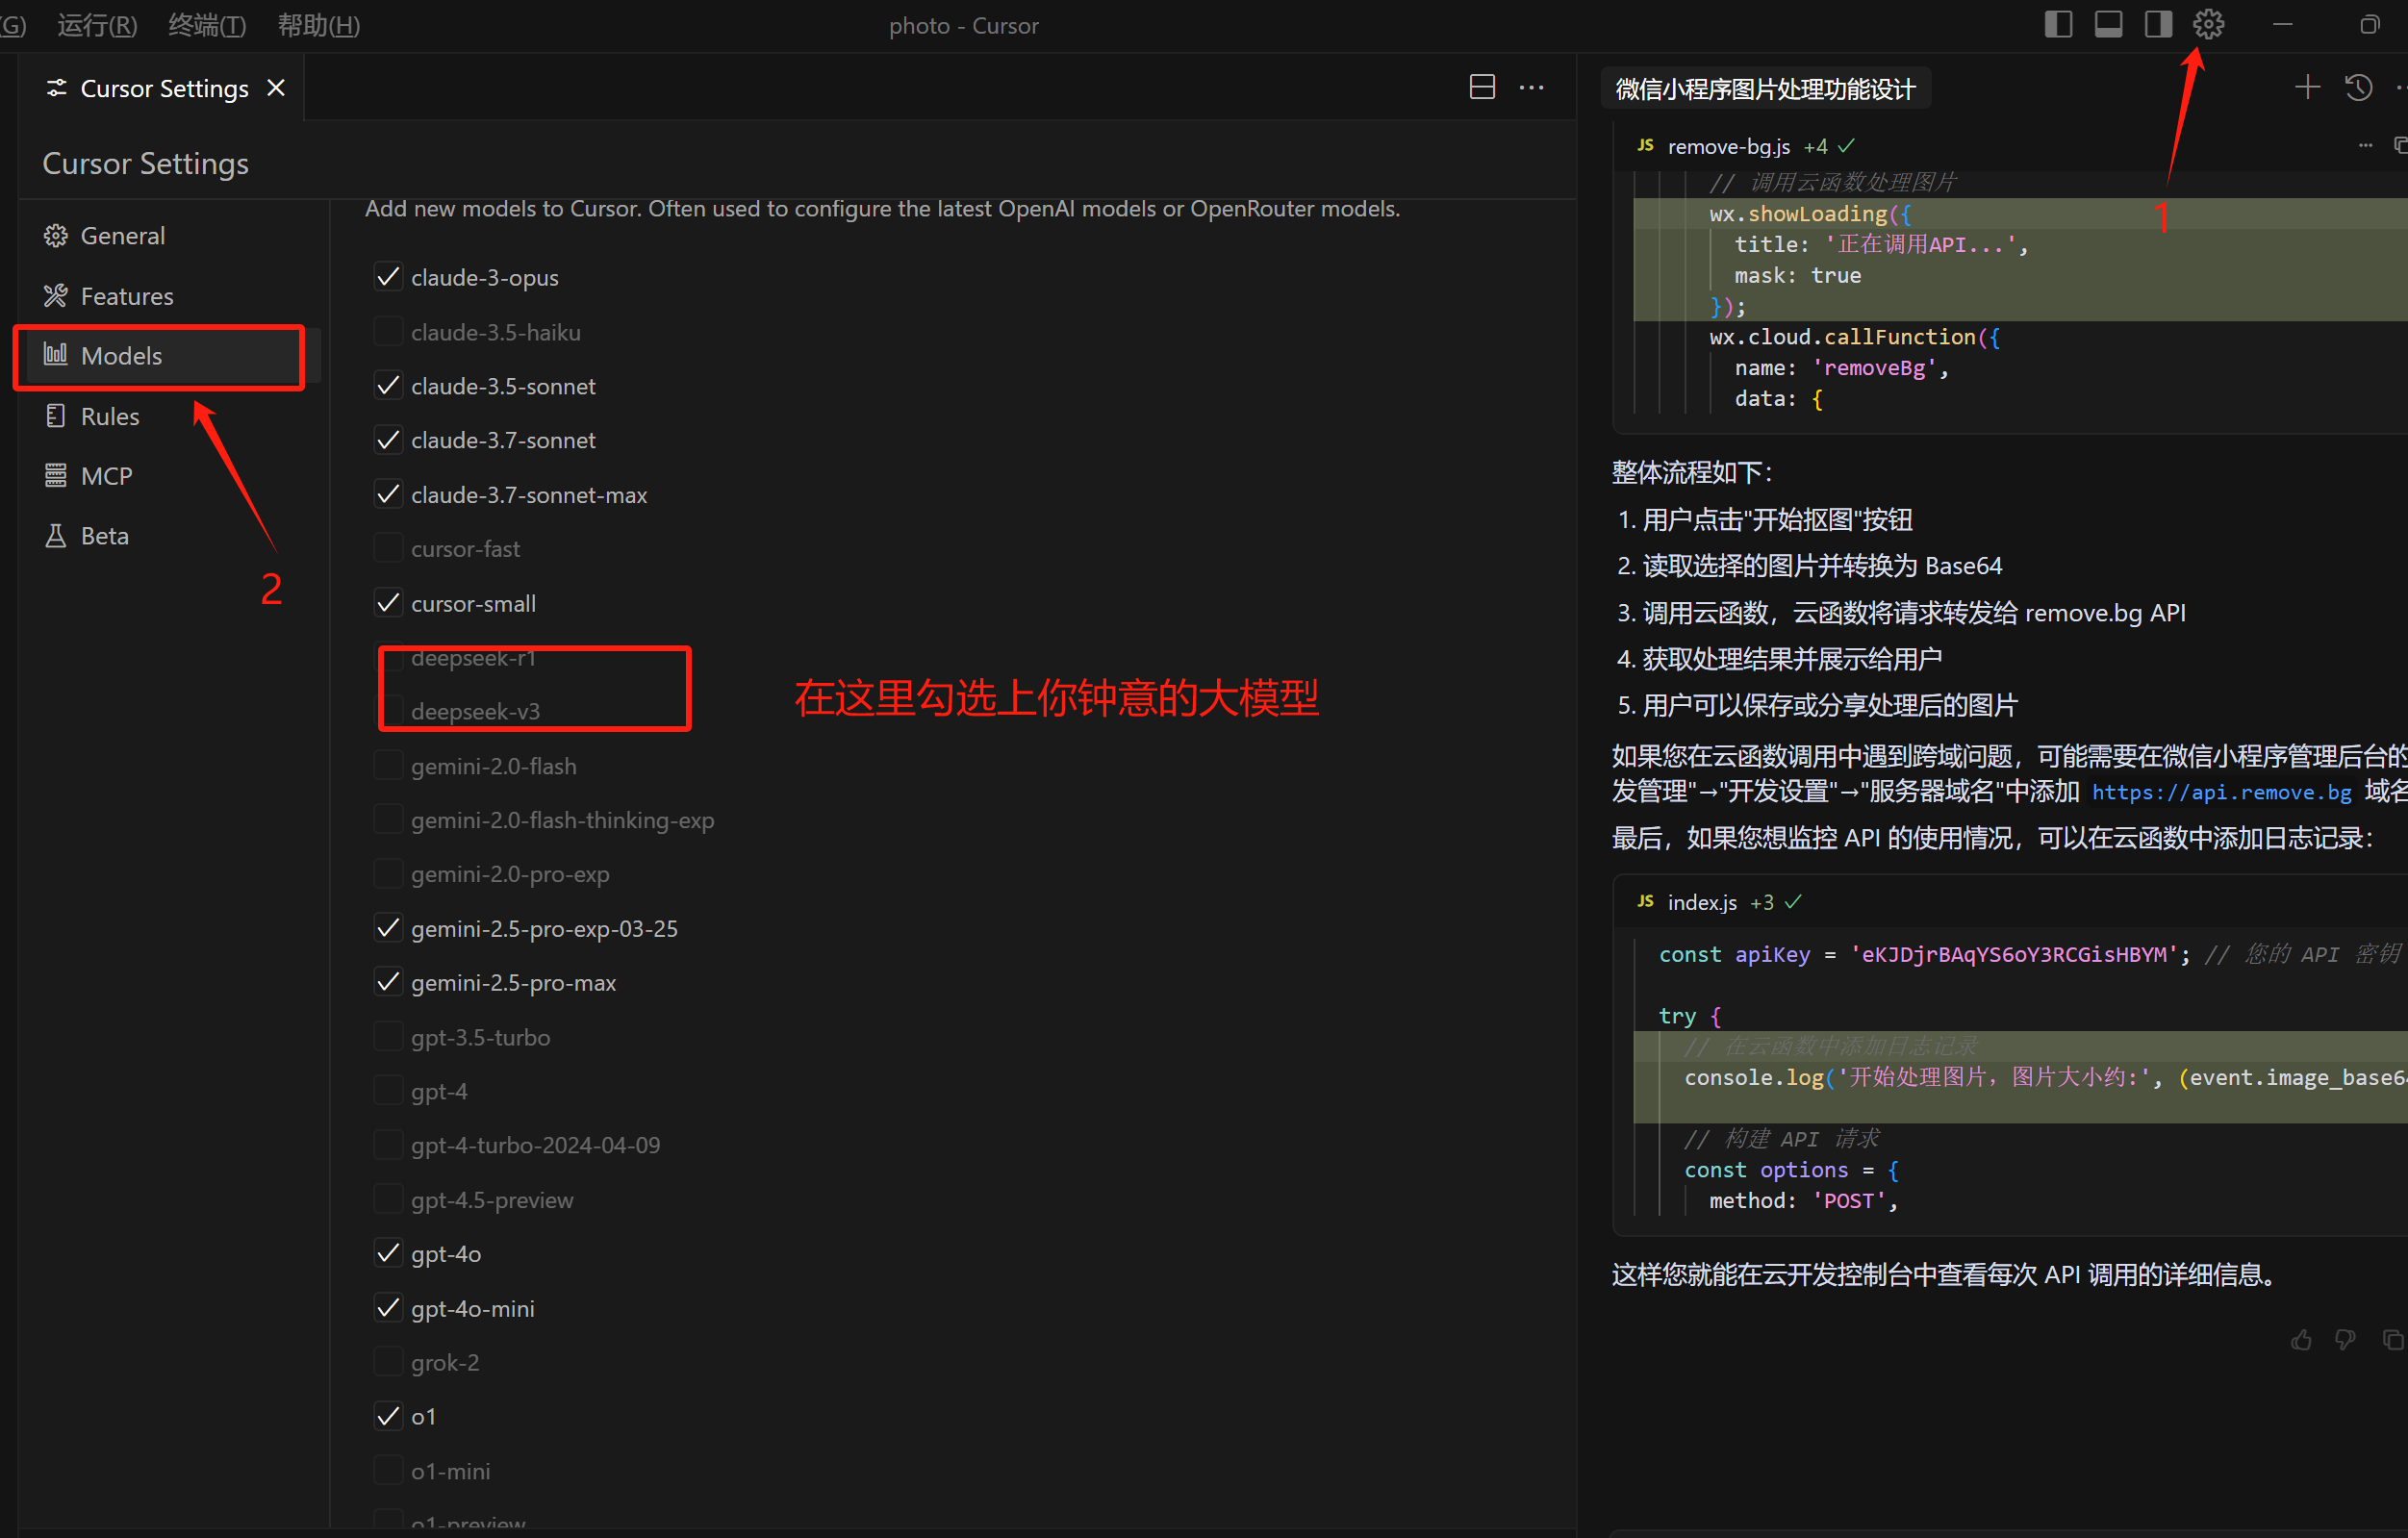 G) 运行(R) 终端(T) 帮助(H) photo - Cursor
Cursor Settings
Cursor Settings
General
Features
Models
Rules
MCP
Beta
2
Add new models to Cursor. Often used to configure the latest OpenAI models or OpenRouter models.
claude-3-opus
claude-3.5-haiku
claude-3.5-sonnet
claude-3.7-sonnet
claude-3.7-sonnet-max
cursor-fast
cursor-small
deepseek-r1
deepseek-v3
在这里勾选上你钟意的大模型
gemini-2.0-flash
gemini-2.0-flash-thinking-exp
gemini-2.0-pro-exp
gemini-2.5-pro-exp-03-25
gemini-2.5-pro-max
gpt-3.5-turbo
gpt-4
gpt-4-turbo-2024-04-09
gpt-4.5-preview
gpt-4o
gpt-4o-mini
grok-2
o1
o1-mini
o1-preview
微信小程序图片处理功能设计
1
JS remove-bg.js +4
// 调用云函数处理图片
wx.showLoading({
title: '正在调用API...',
mask: true
});
wx.cloud.callFunction({
name: 'removeBg',
data: {
整体流程如下：
1. 用户点击"开始抠图"按钮
2. 读取选择的图片并转换为 Base64
3. 调用云函数，云函数将请求转发给 remove.bg API
4. 获取处理结果并展示给用户
5. 用户可以保存或分享处理后的图片
如果您在云函数调用中遇到跨域问题，可能需要在微信小程序管理后台的
发管理"→"开发设置"→"服务器域名"中添加 https://api.remove.bg 域名
最后，如果您想监控 API 的使用情况，可以在云函数中添加日志记录：
JS index.js +3
const apiKey = 'eKJDjrBAqYS6oY3RCGisHBYM'; // 您的 API 密钥
try {
// 在云函数中添加日志记录
console.log('开始处理图片，图片大小约:', (event.image_base64
// 构建 API 请求
const options = {
method: 'POST',
这样您就能在云开发控制台中查看每次 API 调用的详细信息。